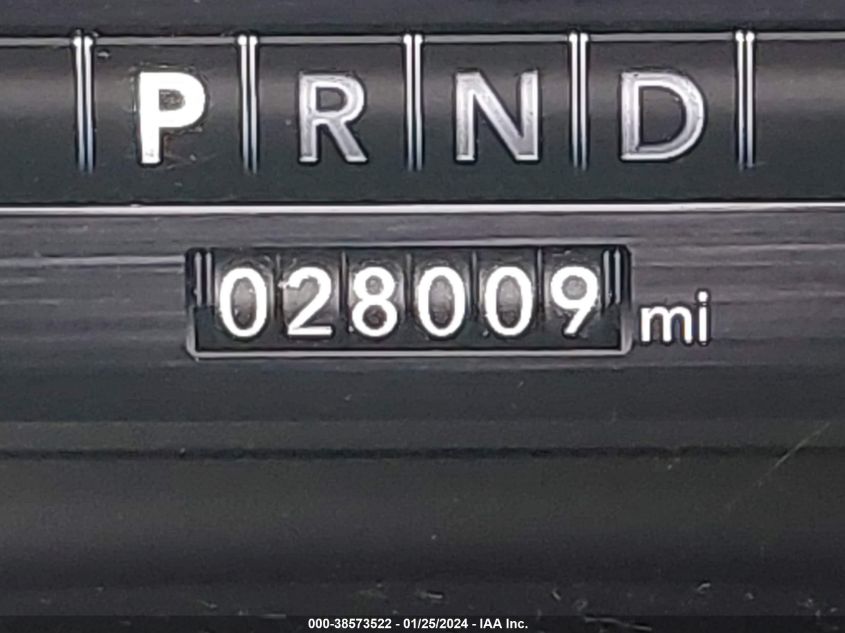 P R N D
028009 mi
000-38573522 - 01/25/2024 - IAA Inc.